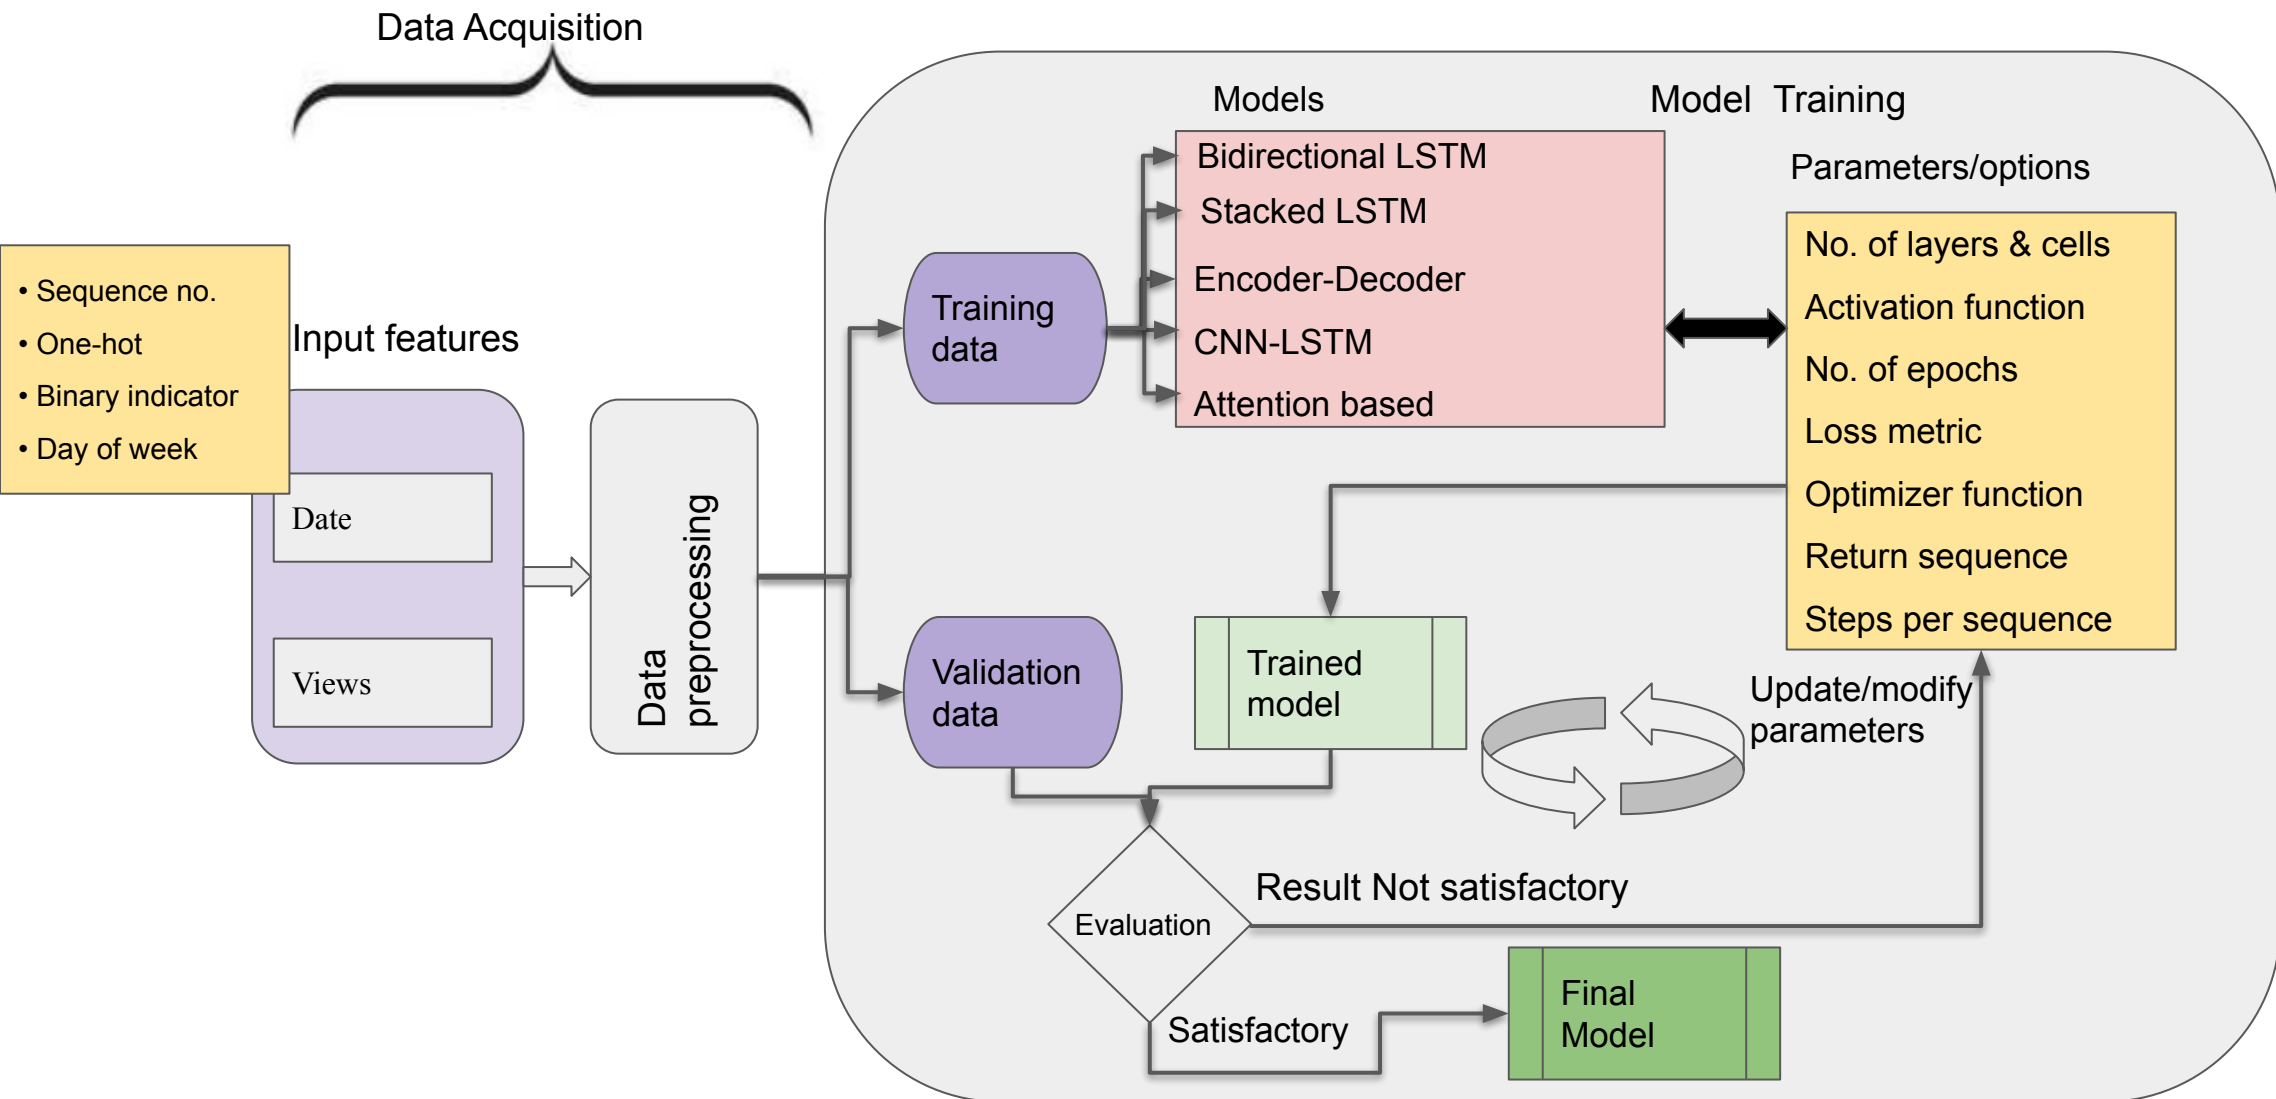 Data Acquisition
• Sequence no.
• One-hot
• Binary indicator
• Day of week
Input features
Date
Views
Data
preprocessing
Model  Training
Models
Bidirectional LSTM
Stacked LSTM
Encoder-Decoder
CNN-LSTM
Attention based
Parameters/options
No. of layers & cells
Activation function
No. of epochs
Loss metric
Optimizer function
Return sequence
Steps per sequence
Training
data
Validation
data
Trained
model
Update/modify
parameters
Evaluation
Result Not satisfactory
Satisfactory
Final
Model